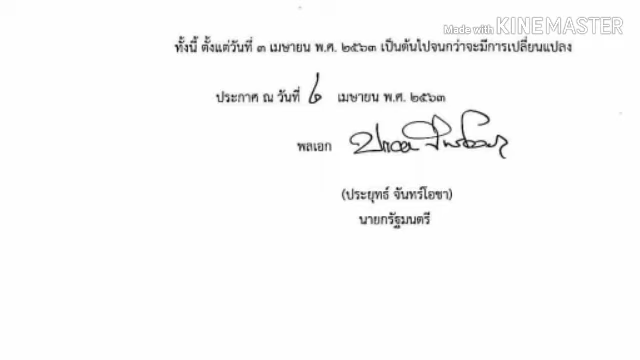 Made with KINEMASTER
ทั้งนี้ ตั้งแต่วันที่ ๓ เมษายน พ.ศ. ๒๕๖๓ เป็นต้นไปจนกว่าจะมีการเปลี่ยนแปลง
ประกาศ ณ วันที่ ๒ เมษายน พ.ศ. ๒๕๖๓
พลเอก
(ประยุทธ์ จันทร์โอชา)
นายกรัฐมนตรี